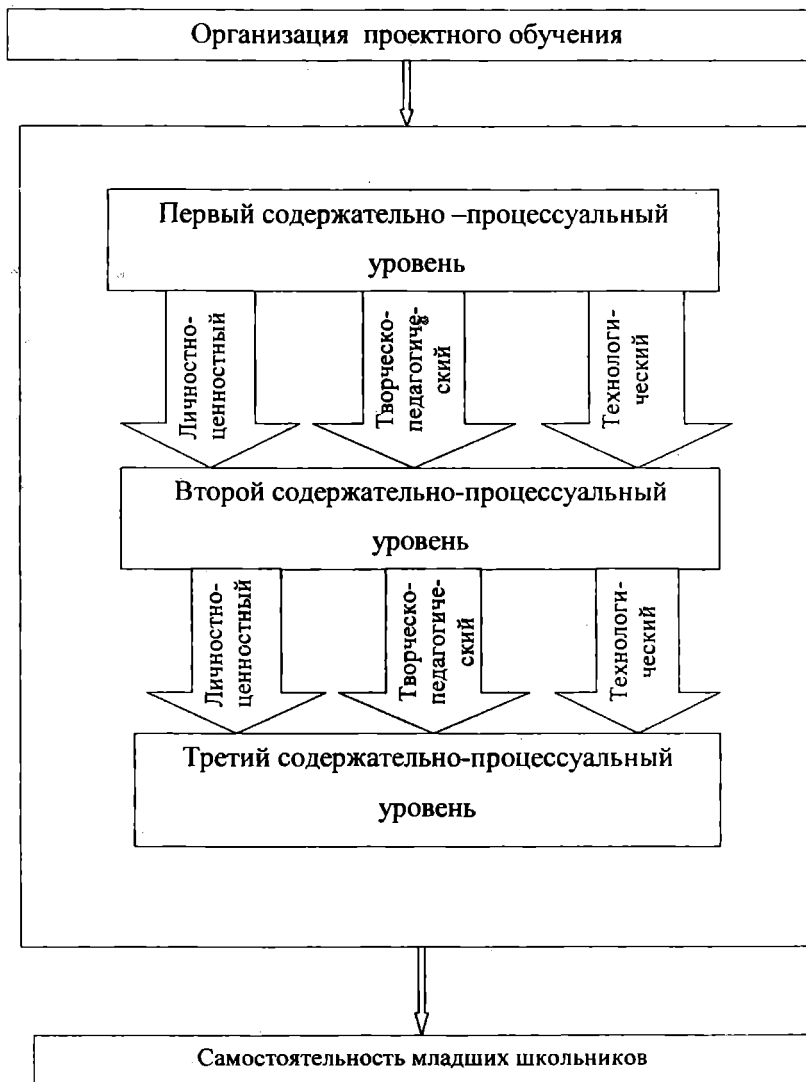 Организация проектного обучения
Первый содержательно –процессуальный
уровень
Личностно-
ценностный
Творческо-
педагогиче-
ский
Технологи-
ческий
Второй содержательно-процессуальный
уровень
Личностно-
ценностный
Творческо-
педагогиче-
ский
Технологи-
ческий
Третий содержательно-процессуальный
уровень
Самостоятельность младших школьников